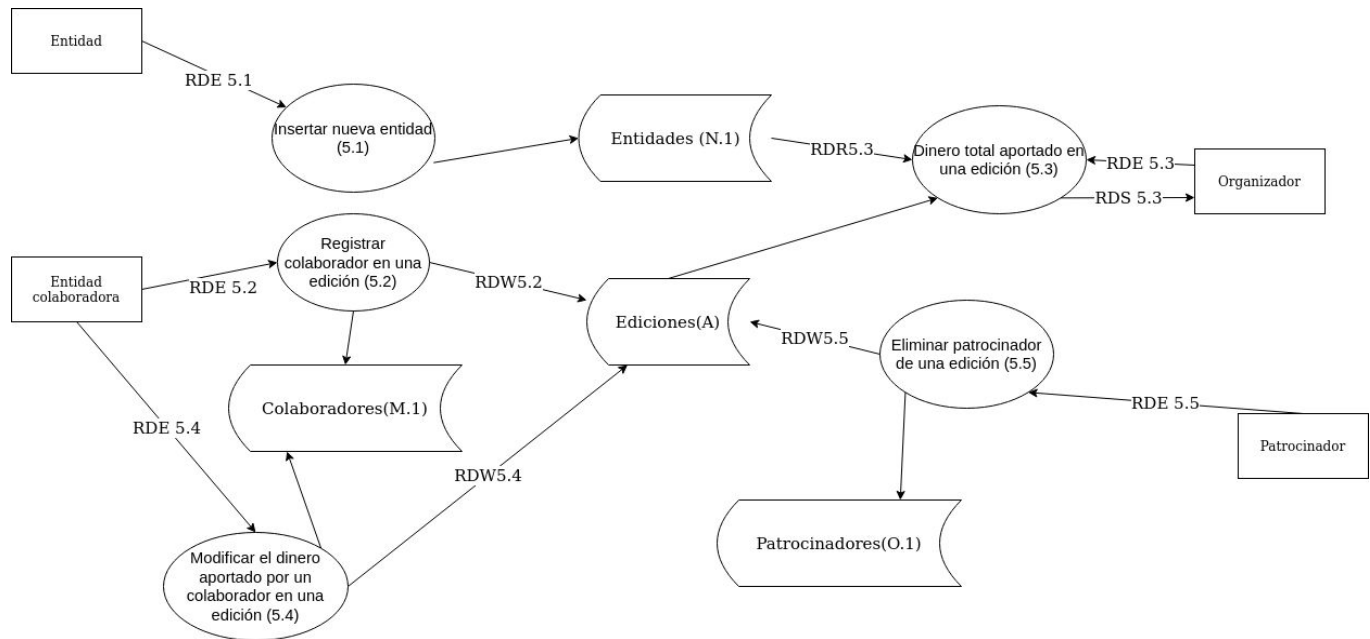 Entidad
RDE 5.1
Insertar nueva entidad
(5.1)
Entidades (N.1)
RDR5.3
Dinero total aportado en
una edición (5.3)
RDE 5.3
RDS 5.3
Organizador
Entidad
colaboradora
RDE 5.2
Registrar
colaborador en una
edición (5.2)
RDW5.2
Ediciones(A)
RDW5.5
Eliminar patrocinador
de una edición (5.5)
RDE 5.5
Patrocinador
Colaboradores(M.1)
RDE 5.4
RDW5.4
Modificar el dinero
aportado por un
colaborador en una
edición (5.4)
Patrocinadores(O.1)